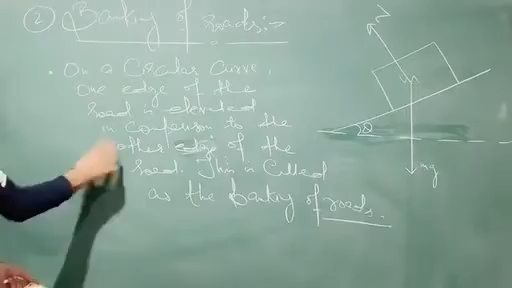 ② Banking of roads:-
• On a Circular Curve,
One edge of the
road is elevated
in comparison to the
other edge of the
road. This is Called
as the Banking of roads.
N
θ
mg